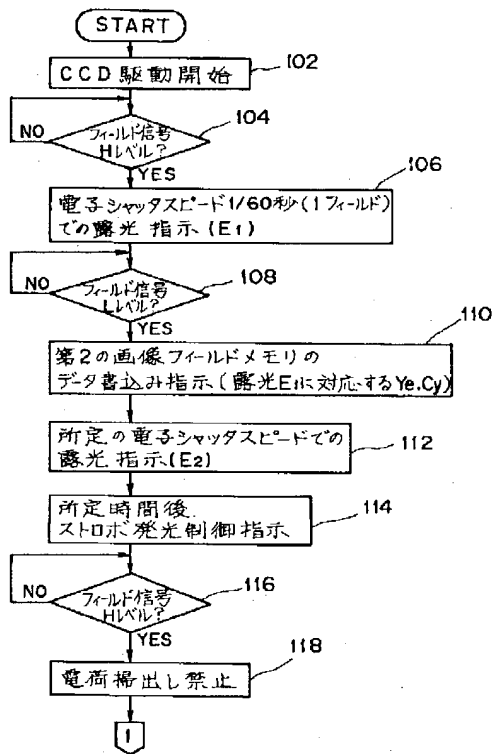 START
CCD駆動開始
102
104
フィールド信号
Hレベル?
NO
YES
106
電子シャッタスピード1/60秒(1フィールド)
での露光指示(E1)
108
フィールド信号
Lレベル?
NO
YES
110
第2の画像フィールドメモリの
データ書込み指示(露光E1に対応するYe.Cy)
所定の電子シャッタスピードでの
露光指示(E2)
112
所定時間後
ストロボ発光制御指示
114
116
フィールド信号
Hレベル?
NO
YES
118
電荷掃出し禁止
1